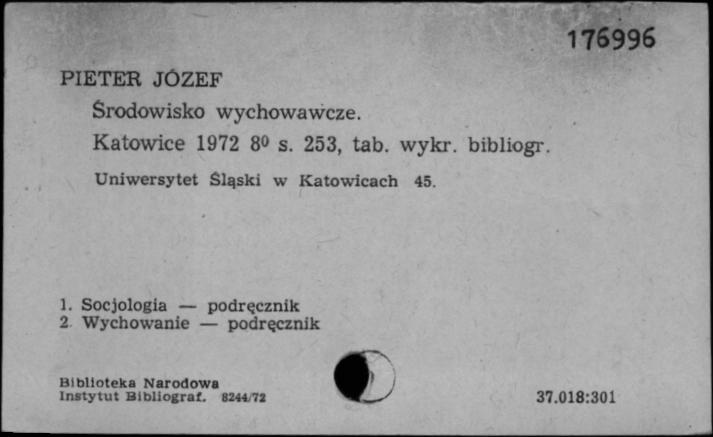 176996
PIETER JÓZEF
Środowisko wychowawcze.
Katowice 1972 8⁰ s. 253, tab. wykr. bibliogr.
Uniwersytet Śląski w Katowicach 45.
1. Socjologia — podręcznik
2 Wychowanie — podręcznik
Biblioteka Narodowa
Instytut Bibliograf. 8244/72
37.018:301